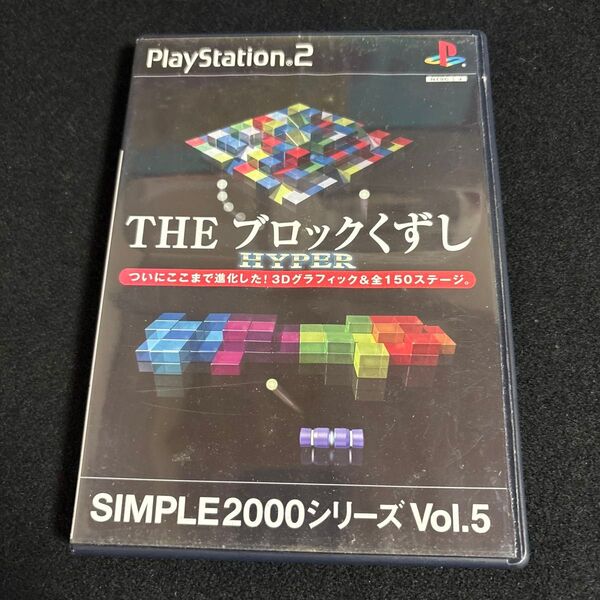 PlayStation®2
NTSC J
THE ブロックくずし
HYPER
ついにここまで進化した!3Dグラフィック&全150ステージ。
SIMPLE2000シリーズ Vol.5